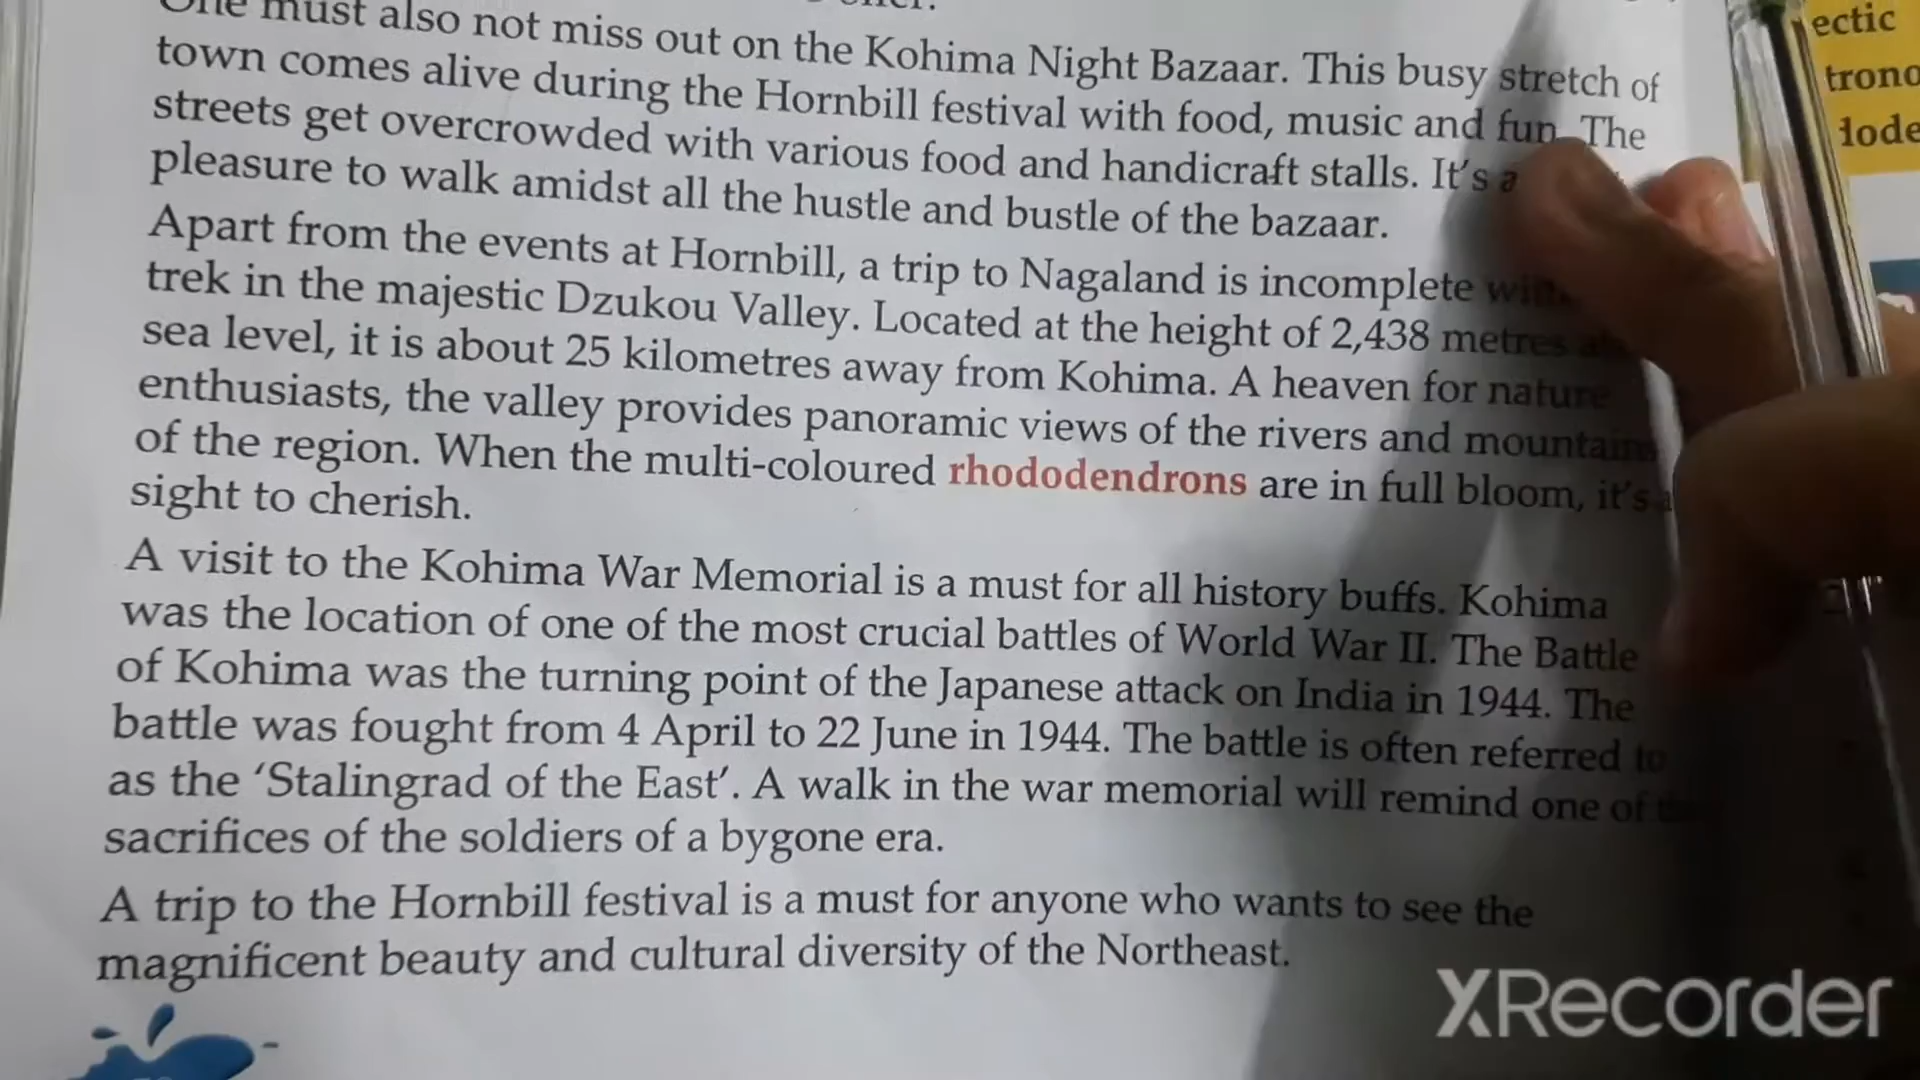 One must also not miss out on the Kohima Night Bazaar. This busy stretch of
town comes alive during the Hornbill festival with food, music and fun. The
streets get overcrowded with various food and handicraft stalls. It's a
pleasure to walk amidst all the hustle and bustle of the bazaar.
Apart from the events at Hornbill, a trip to Nagaland is incomplete
trek in the majestic Dzukou Valley. Located at the height of 2,438 metres
sea level, it is about 25 kilometres away from Kohima. A heaven for nature
enthusiasts, the valley provides panoramic views of the rivers and mountains
of the region. When the multi-coloured rhododendrons are in full bloom, it's a
sight to cherish.
A visit to the Kohima War Memorial is a must for all history buffs. Kohima
was the location of one of the most crucial battles of World War II. The Battle
of Kohima was the turning point of the Japanese attack on India in 1944. The
battle was fought from 4 April to 22 June in 1944. The battle is often referred to
as the 'Stalingrad of the East'. A walk in the war memorial will remind one of
sacrifices of the soldiers of a bygone era.
A trip to the Hornbill festival is a must for anyone who wants to see the
magnificent beauty and cultural diversity of the Northeast.
ectic
trono
lode
XRecorder